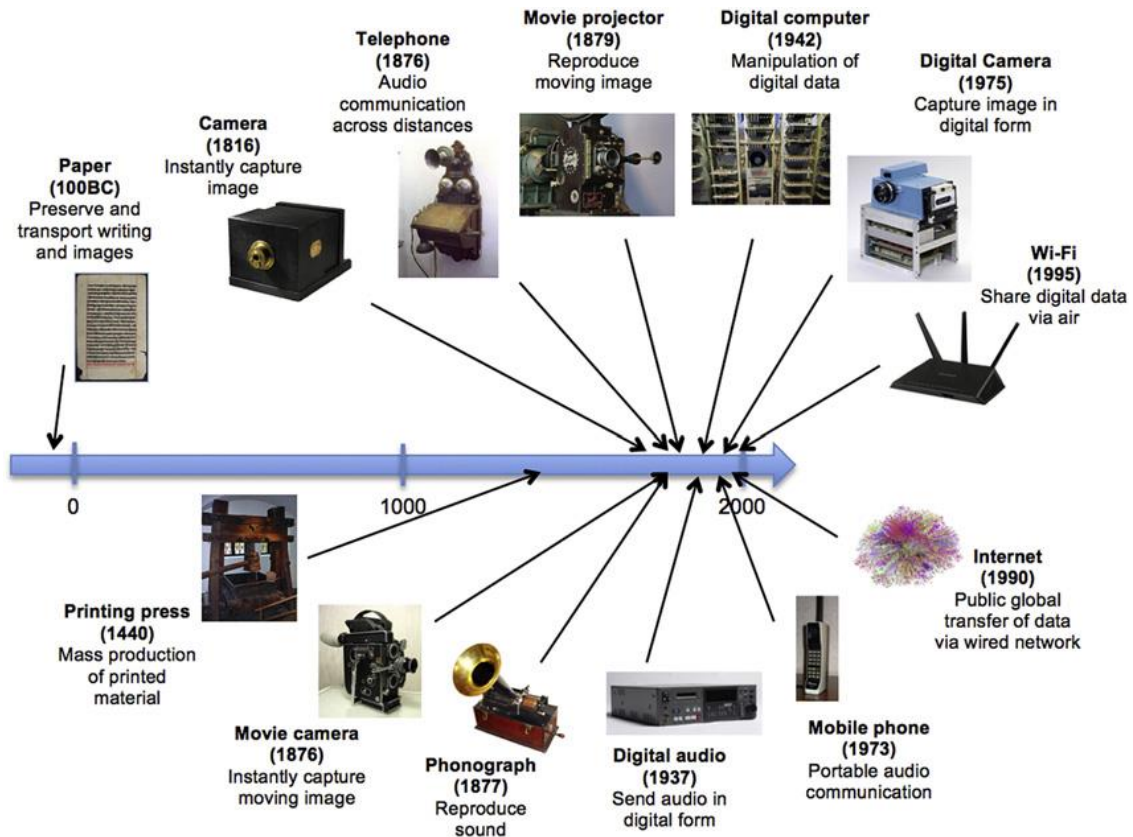 Paper
(100BC)
Preserve and
transport writing
and images
Camera
(1816)
Instantly capture
image
Telephone
(1876)
Audio
communication
across distances
Movie projector
(1879)
Reproduce
moving image
Digital computer
(1942)
Manipulation of
digital data
Digital Camera
(1975)
Capture image in
digital form
Wi-Fi
(1995)
Share digital data
via air
0
1000
2000
Printing press
(1440)
Mass production
of printed
material
Movie camera
(1876)
Instantly capture
moving image
Phonograph
(1877)
Reproduce
sound
Digital audio
(1937)
Send audio in
digital form
Mobile phone
(1973)
Portable audio
communication
Internet
(1990)
Public global
transfer of data
via wired network